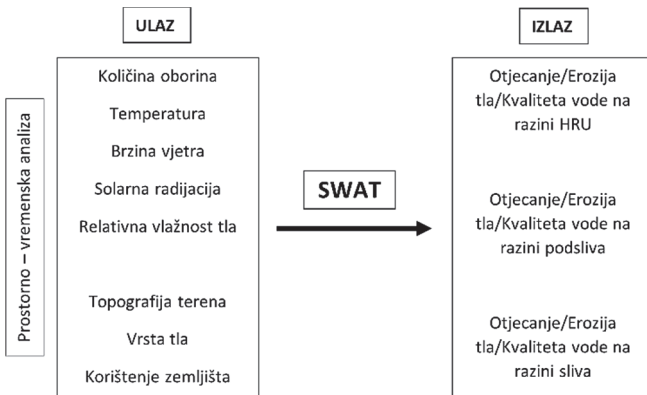 ULAZ
Prostorno – vremenska analiza
Količina oborina
Temperatura
Brzina vjetra
Solarna radijacija
Relativna vlažnost tla
Topografija terena
Vrsta tla
Korištenje zemljišta
SWAT
IZLAZ
Otjecanje/Erozija
tla/Kvaliteta vode na
razini HRU
Otjecanje/Erozija
tla/Kvaliteta vode na
razini podsliva
Otjecanje/Erozija
tla/Kvaliteta vode na
razini sliva